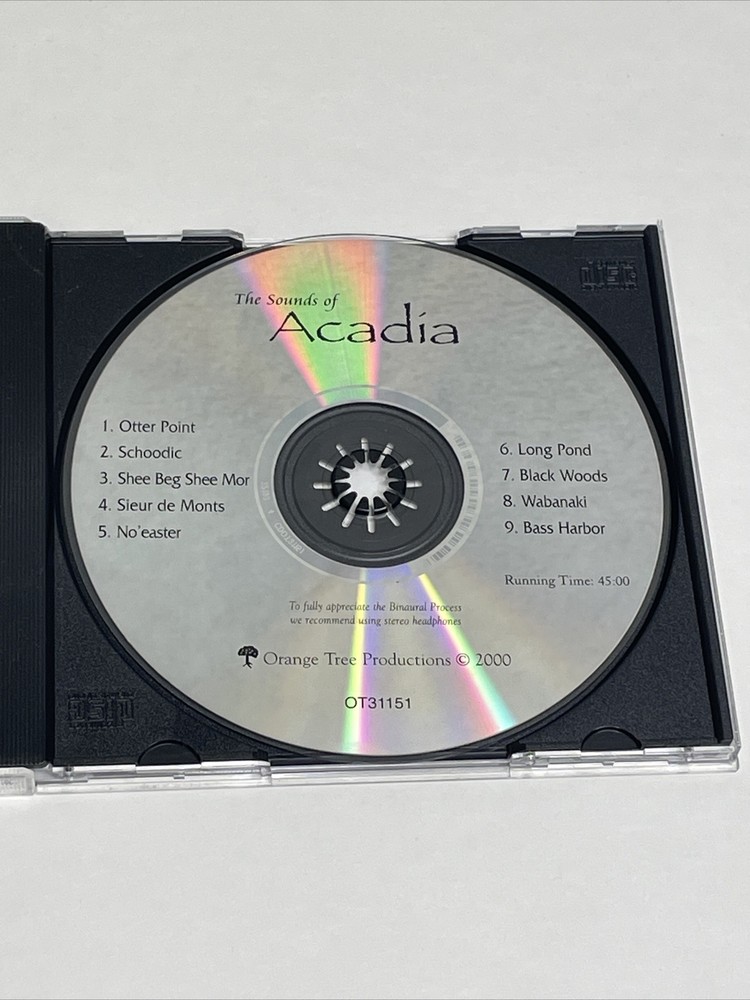 The Sounds of
Acadia
1. Otter Point
2. Schoodic
3. Shee Beg Shee Mor
4. Sieur de Monts
5. No'easter
6. Long Pond
7. Black Woods
8. Wabanaki
9. Bass Harbor
Running Time: 45:00
To fully appreciate the Binaural Process
we recommend using stereo headphones
Orange Tree Productions © 2000
OT31151